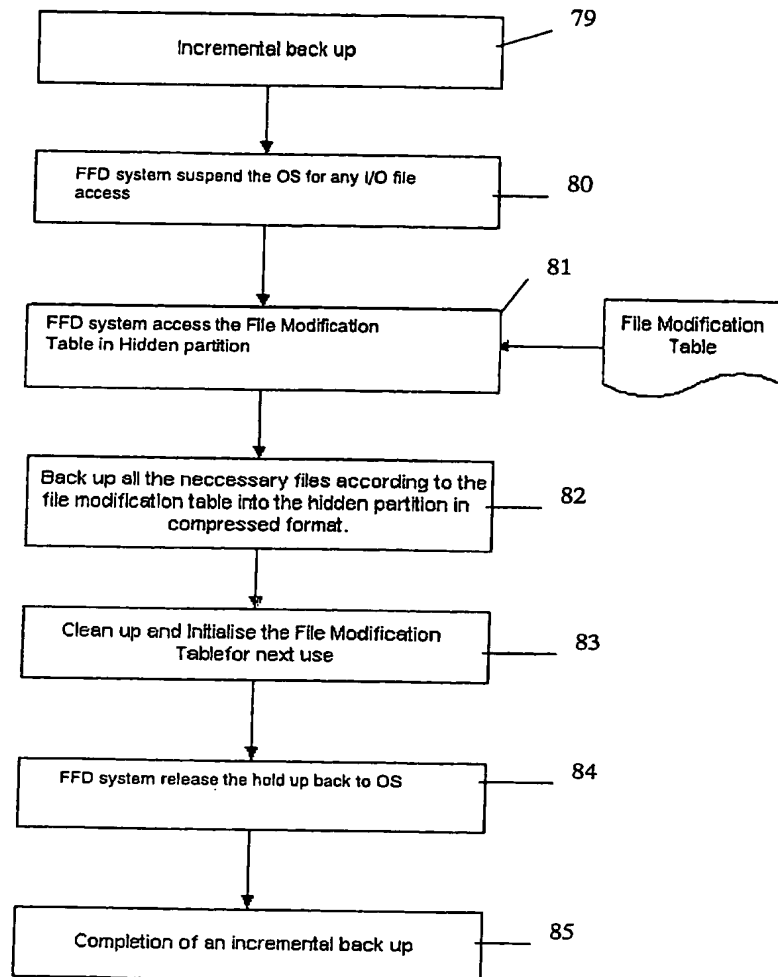 79
Incremental back up
FFD system suspend the OS for any I/O file
access
80
81
FFD system access the File Modification
Table in Hidden partition
File Modification
Table
Back up all the neccessary files according to the
file modification table into the hidden partition in
compressed format.
82
Clean up and Initialise the File Modification
Tablefor next use
83
FFD system release the hold up back to OS
84
Completion of an incremental back up
85